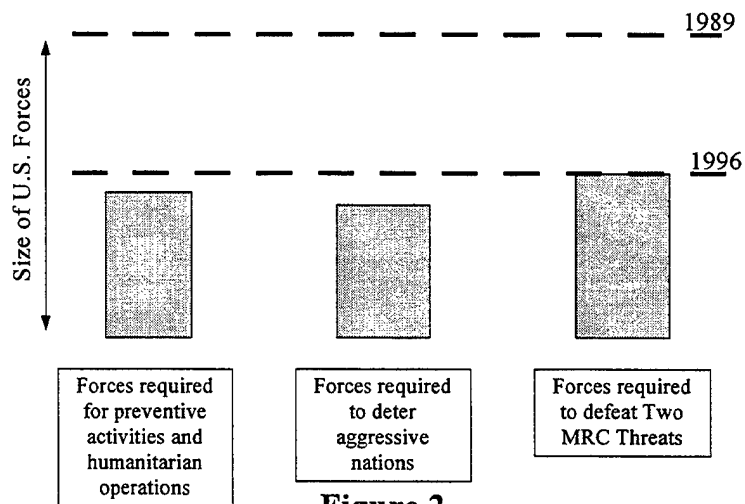 1989
1996
Size of U.S. Forces
Forces required
for preventive
activities and
humanitarian
operations
Forces required
to deter
aggressive
nations
Forces required
to defeat Two
MRC Threats
Figure 2